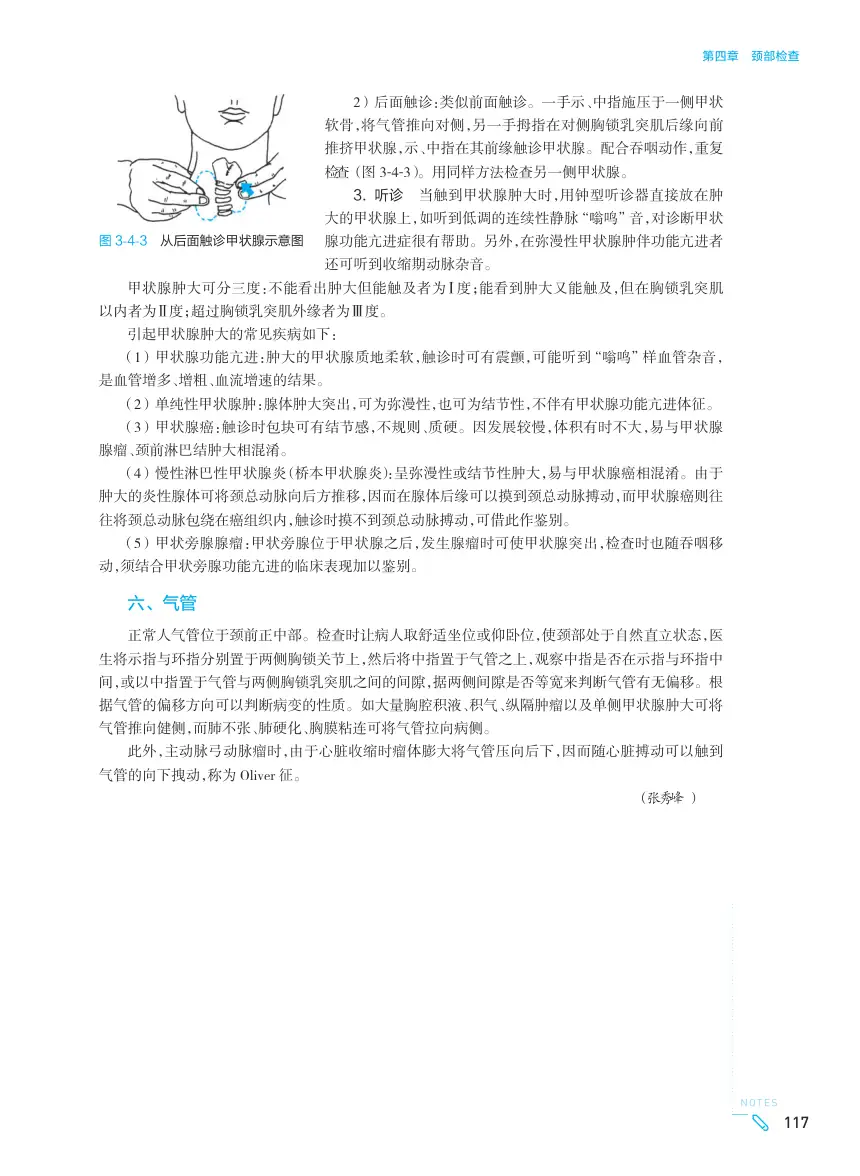 第四章 颈部检查
2）后面触诊：类似前面触诊。一手示、中指施压于一侧甲状
软骨，将气管推向对侧，另一手拇指在对侧胸锁乳突肌后缘向前
推挤甲状腺，示、中指在其前缘触诊甲状腺。配合吞咽动作，重复
检查（图 3-4-3）。用同样方法检查另一侧甲状腺。
3. 听诊 当触到甲状腺肿大时，用钟型听诊器直接放在肿
大的甲状腺上，如听到低调的连续性静脉“嗡鸣”音，对诊断甲状
腺功能亢进症很有帮助。另外，在弥漫性甲状腺肿伴功能亢进者
还可听到收缩期动脉杂音。
图 3-4-3 从后面触诊甲状腺示意图
甲状腺肿大可分三度：不能看出肿大但能触及者为Ⅰ度；能看到肿大又能触及，但在胸锁乳突肌
以内者为Ⅱ度；超过胸锁乳突肌外缘者为Ⅲ度。
引起甲状腺肿大的常见疾病如下：
（1）甲状腺功能亢进：肿大的甲状腺质地柔软，触诊时可有震颤，可能听到“嗡鸣”样血管杂音，
是血管增多、增粗、血流增速的结果。
（2）单纯性甲状腺肿：腺体肿大突出，可为弥漫性，也可为结节性，不伴有甲状腺功能亢进体征。
（3）甲状腺癌：触诊时包块可有结节感，不规则、质硬。因发展较慢，体积有时不大，易与甲状腺
腺瘤、颈前淋巴结肿大相混淆。
（4）慢性淋巴性甲状腺炎（桥本甲状腺炎）：呈弥漫性或结节性肿大，易与甲状腺癌相混淆。由于
肿大的炎性腺体可将颈总动脉向后方推移，因而在腺体后缘可以摸到颈总动脉搏动，而甲状腺癌则往
往将颈总动脉包绕在癌组织内，触诊时摸不到颈总动脉搏动，可借此作鉴别。
（5）甲状旁腺腺瘤：甲状旁腺位于甲状腺之后，发生腺瘤时可使甲状腺突出，检查时也随吞咽移
动，须结合甲状旁腺功能亢进的临床表现加以鉴别。
六、气管
正常人气管位于颈前正中部。检查时让病人取舒适坐位或仰卧位，使颈部处于自然直立状态，医
生将示指与环指分别置于两侧胸锁关节上，然后将中指置于气管之上，观察中指是否在示指与环指中
间，或以中指置于气管与两侧胸锁乳突肌之间的间隙，据两侧间隙是否等宽来判断气管有无偏移。根
据气管的偏移方向可以判断病变的性质。如大量胸腔积液、积气、纵隔肿瘤以及单侧甲状腺肿大可将
气管推向健侧，而肺不张、肺硬化、胸膜粘连可将气管拉向病侧。
此外，主动脉弓动脉瘤时，由于心脏收缩时瘤体膨大将气管压向后下，因而随心脏搏动可以触到
气管的向下拽动，称为 Oliver 征。
（张秀峰）
NOTES
117